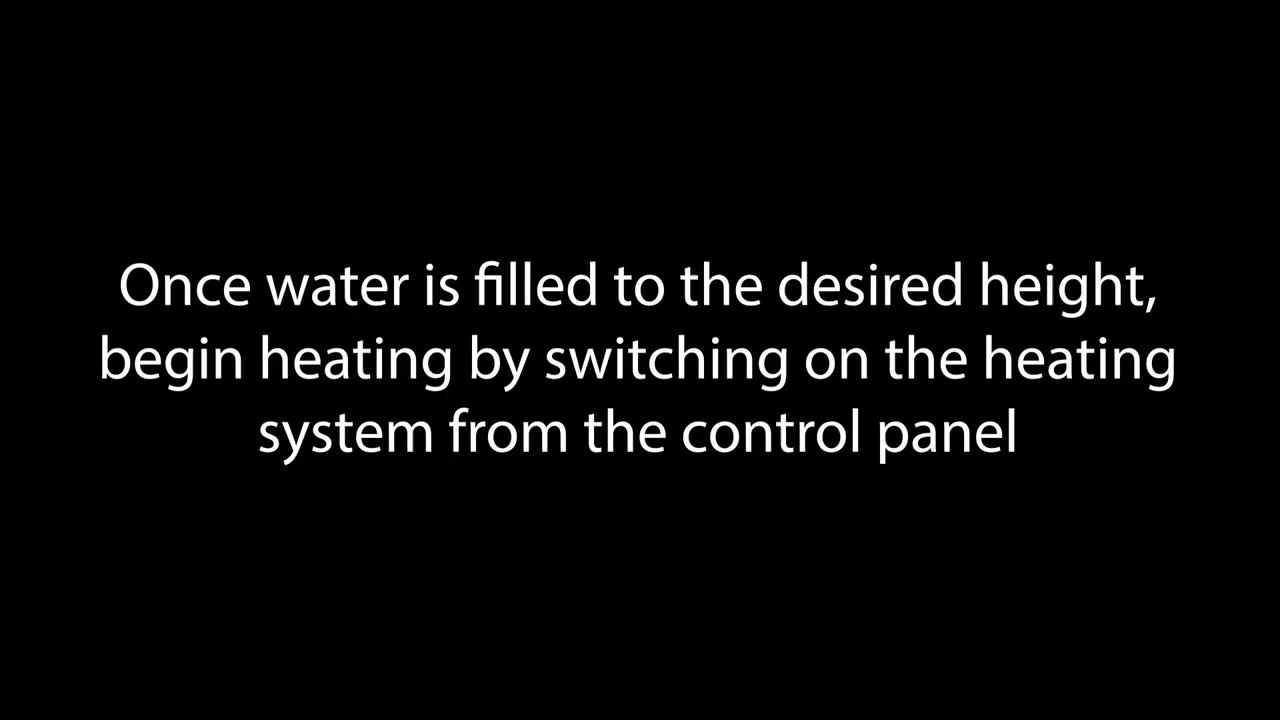 Once water is filled to the desired height,
begin heating by switching on the heating
system from the control panel